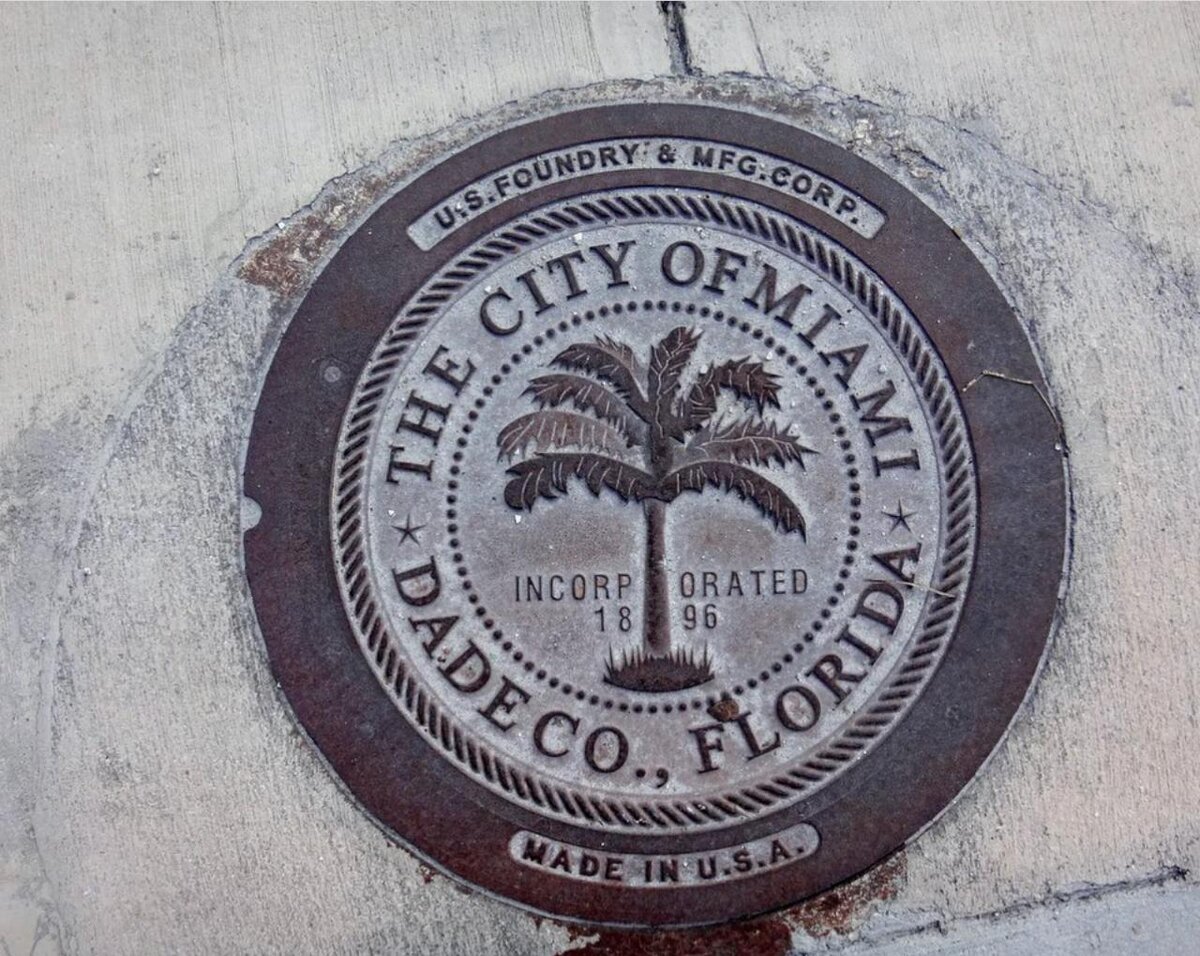 U.S. FOUNDRY & MFG. CORP.
THE CITY OF MIAMI
INCORPORATED
1896
DADE CO., FLORIDA
MADE IN U.S.A.